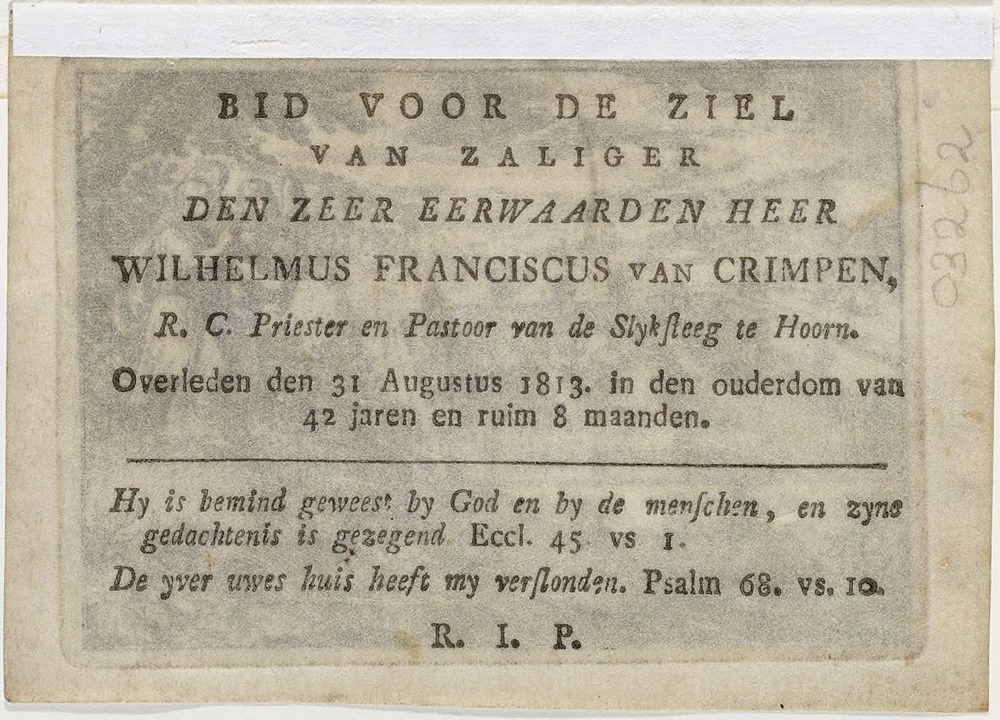 BID VOOR DE ZIEL
VAN ZALIGER
DEN ZEER EERWAARDEN HEER
WILHELMUS FRANCISCUS VAN CRIMPEN,
R. C. Priester en Pastoor van de Slykſteeg te Hoorn.
Overleden den 31 Augustus 1813. in den ouderdom van
42 jaren en ruim 8 maanden.
Hy is bemind geweest by God en by de menſchen, en zyne
gedachtenis is gezegend. Eccl. 45 vs 1.
De yver uwes huis heeft my verſlonden. Psalm 68. vs. 10.
R. I. P.
03262